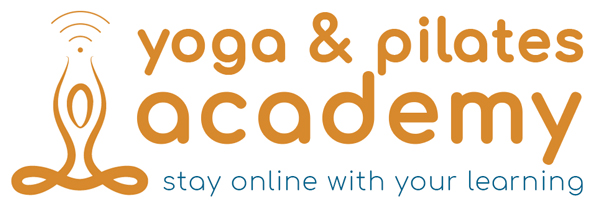 yoga & pilates
academy
stay online with your learning